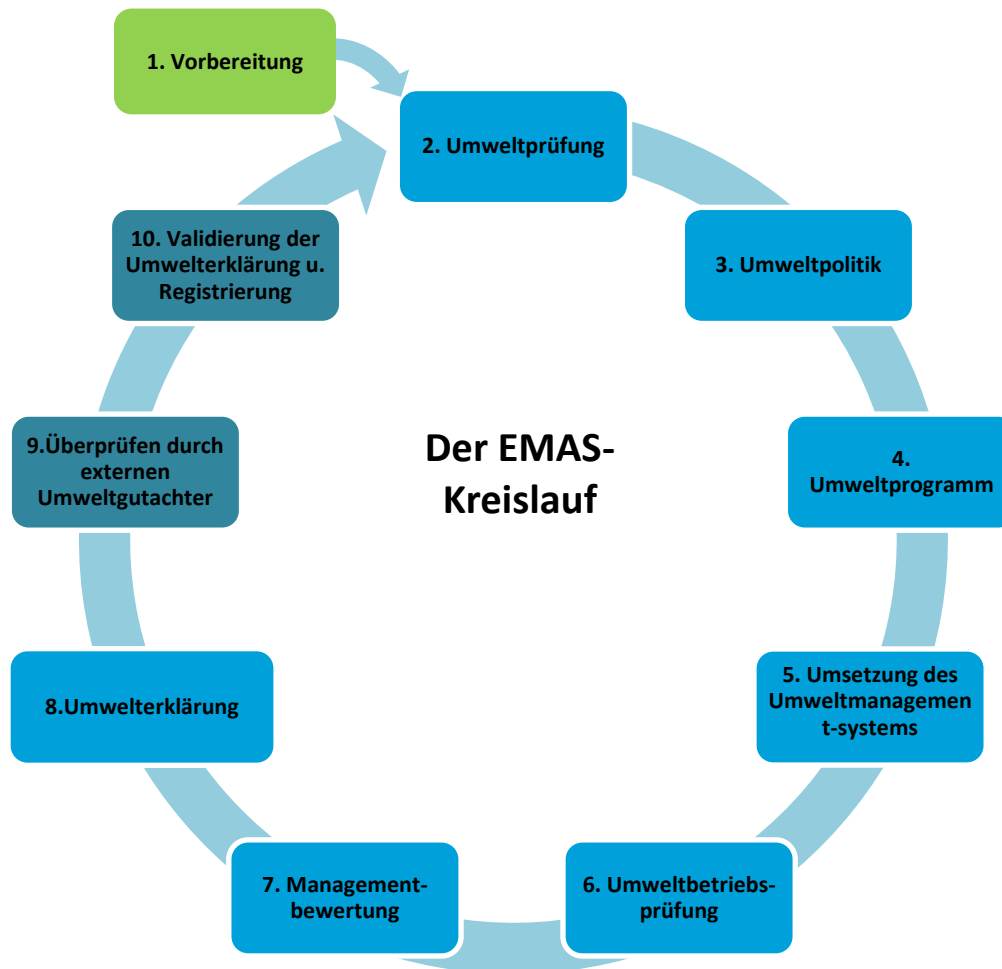 1. Vorbereitung
2. Umweltprüfung
3. Umweltpolitik
4.
Umweltprogramm
5. Umsetzung des
Umweltmanagemen
t-systems
6. Umweltbetriebs-
prüfung
7. Management-
bewertung
8.Umwelterklärung
9.Überprüfen durch
externen
Umweltgutachter
10. Validierung der
Umwelterklärung u.
Registrierung
Der EMAS-
Kreislauf